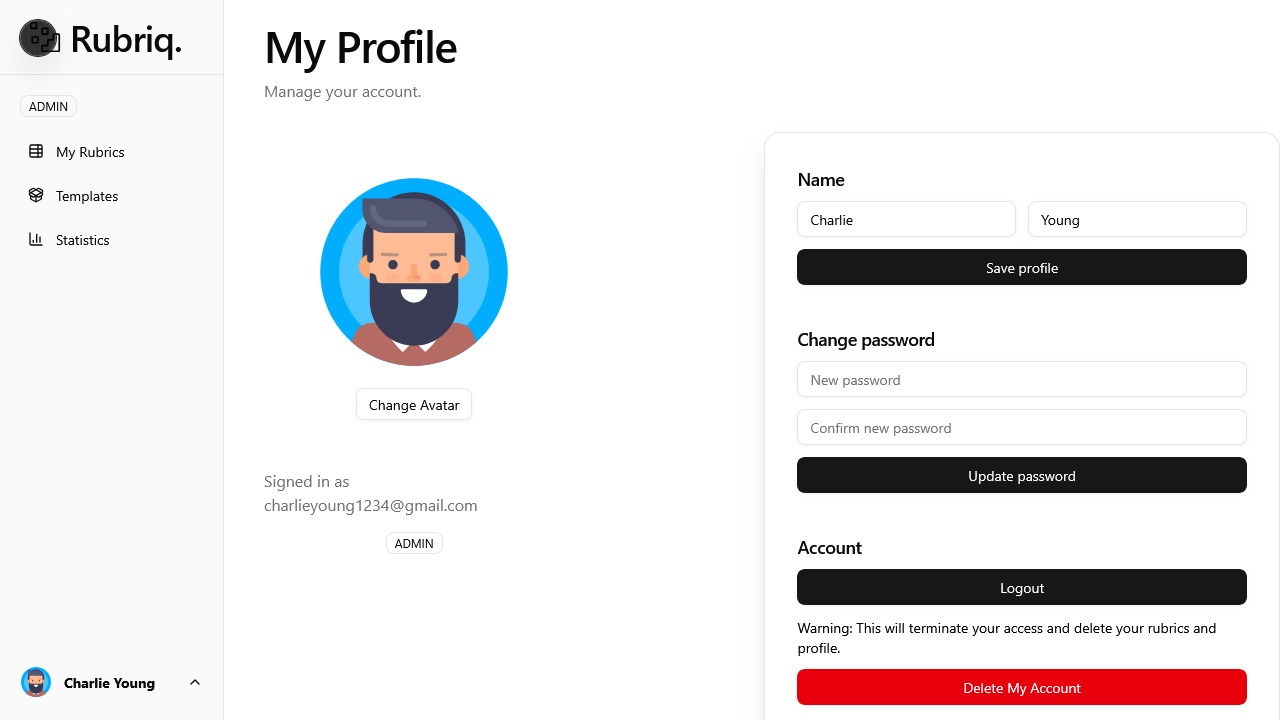 Rubriq.
ADMIN
My Rubrics
Templates
Statistics
Charlie Young
My Profile
Manage your account.
Change Avatar
Signed in as
charlieyoung1234@gmail.com
ADMIN
Name
Charlie
Young
Save profile
Change password
New password
Confirm new password
Update password
Account
Logout
Warning: This will terminate your access and delete your rubrics and
profile.
Delete My Account